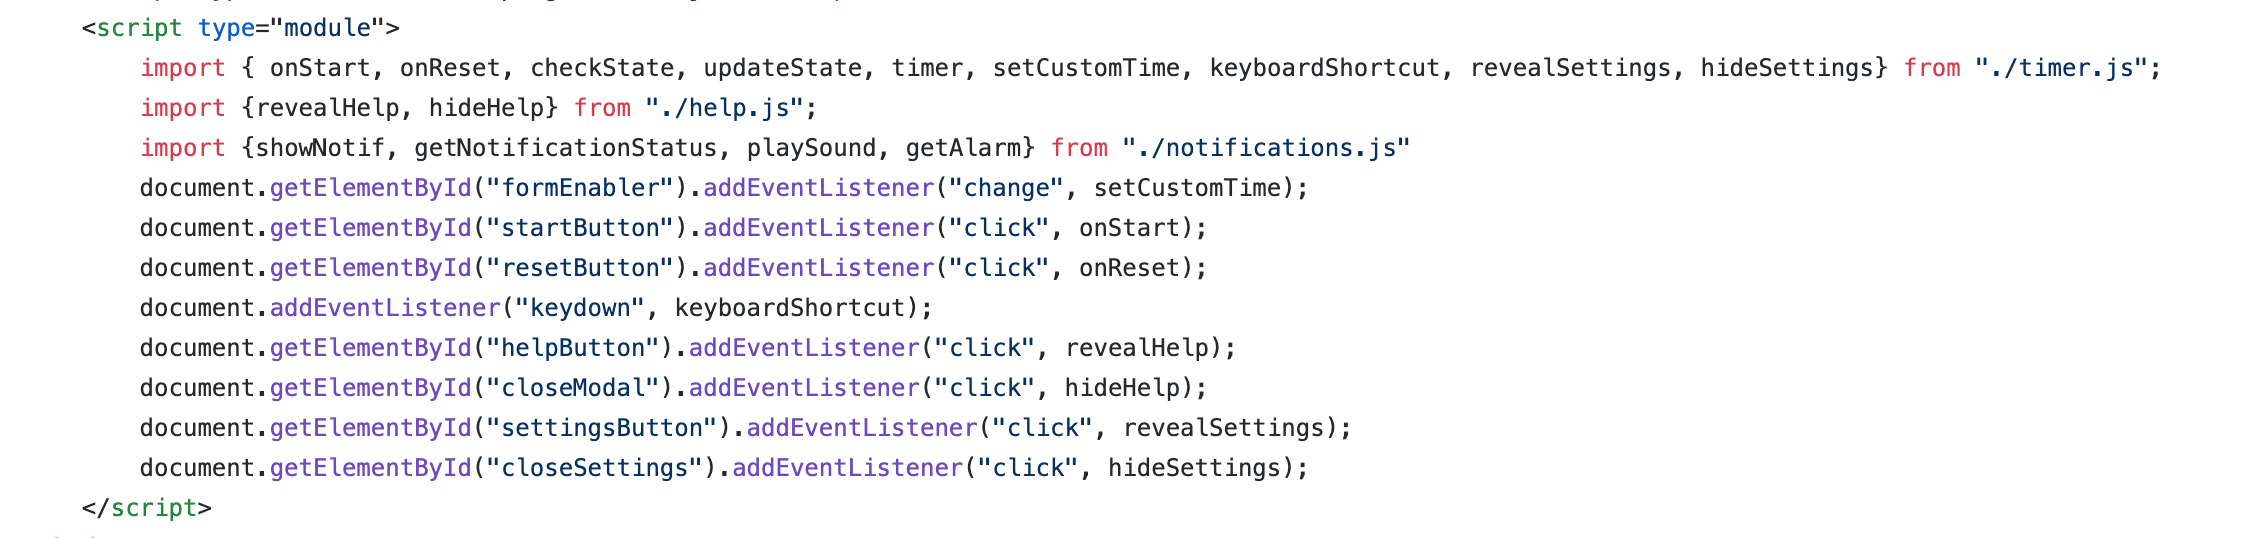 <script type="module">
import { onStart, onReset, checkState, updateState, timer, setCustomTime, keyboardShortcut, revealSettings, hideSettings} from "./timer.js";
import {revealHelp, hideHelp} from "./help.js";
import {showNotif, getNotificationStatus, playSound, getAlarm} from "./notifications.js"
document.getElementById("formEnabler").addEventListener("change", setCustomTime);
document.getElementById("startButton").addEventListener("click", onStart);
document.getElementById("resetButton").addEventListener("click", onReset);
document.addEventListener("keydown", keyboardShortcut);
document.getElementById("helpButton").addEventListener("click", revealHelp);
document.getElementById("closeModal").addEventListener("click", hideHelp);
document.getElementById("settingsButton").addEventListener("click", revealSettings);
document.getElementById("closeSettings").addEventListener("click", hideSettings);
</script>